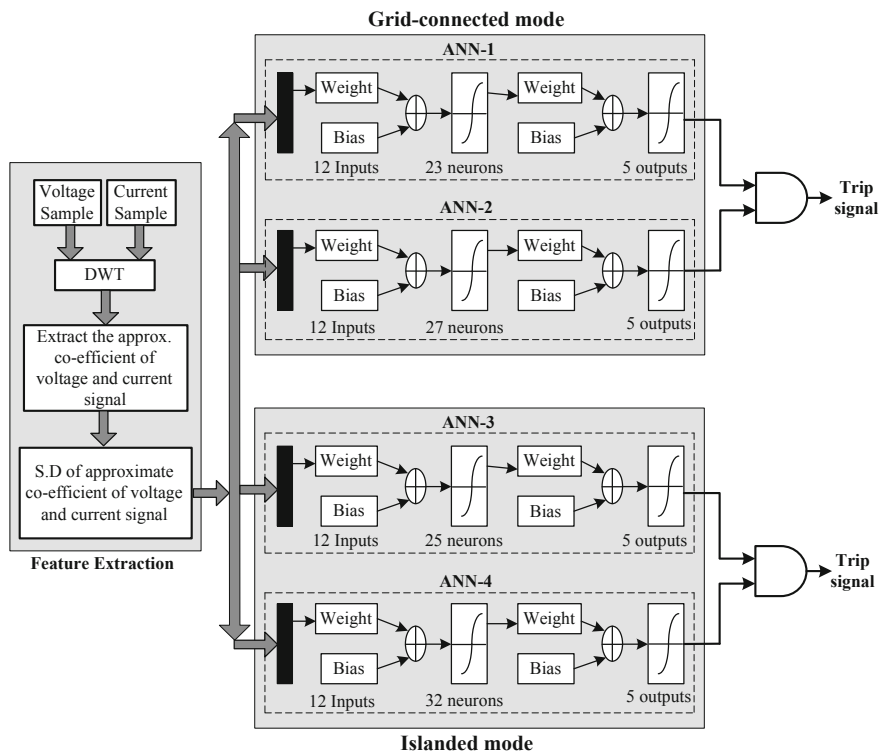 Grid-connected mode
ANN-1
Weight
Weight
Bias
Bias
12 Inputs
23 neurons
5 outputs
ANN-2
Weight
Weight
Bias
Bias
12 Inputs
27 neurons
5 outputs
Trip
signal
Voltage
Sample
Current
Sample
DWT
Extract the approx.
co-efficient of
voltage and current
signal
S.D of approximate
co-efficient of voltage
and current signal
Feature Extraction
ANN-3
Weight
Weight
Bias
Bias
12 Inputs
25 neurons
5 outputs
ANN-4
Weight
Weight
Bias
Bias
12 Inputs
32 neurons
5 outputs
Trip
signal
Islanded mode